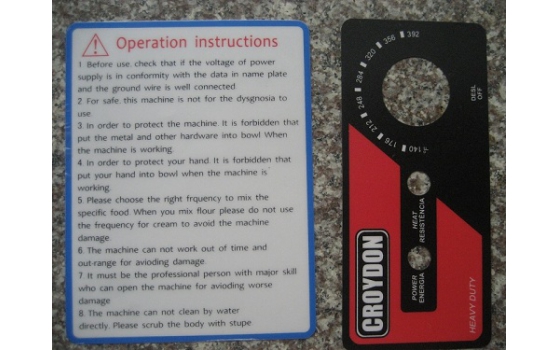 Operation instructions
1 Before use. check that if the voltage of power
supply is in conformity with the data in name plate
and the ground wire is well connected
2 For safe. this machine is not for the dysgnosia to
use.
3. In order to protect the machine. It is forbidden that
put the metal and other hardware into bowl When
the machine is working.
4. In order to protect your hand. It is forbidden that
put your hand into bowl when the machine is
working.
5 Please choose the right frquency to mix the
specific food. When you mix flour please do not use
the frequency for cream to avoid the machine
damage
6. The machine can not work out of time and
out-range for avioding damage.
7. It must be the professional person with major skill
who can open the machine for avioding worse
damage
8. The machine can not clean by water
directly. Please scrub the body with stupe
392
356
320
284
248
212
176
140
DESL
OFF
HEAT
RESISTÊNCIA
POWER
ENERGIA
CROYDON
HEAVY DUTY